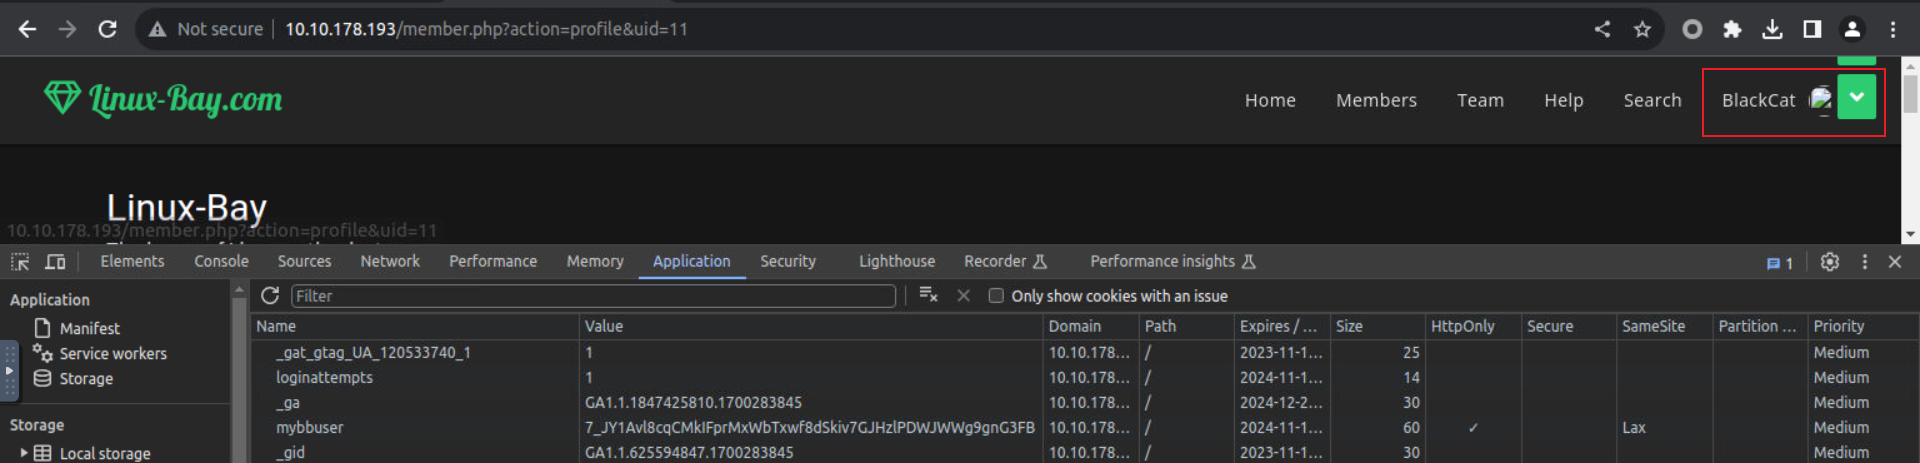 Not secure 10.10.178.193/member.php?action=profile&uid=11
Linux-Bay.com Home Members Team Help Search BlackCat
Linux-Bay
10.10.178.193/member.php?action=profile&uid=11
Elements Console Sources Network Performance Memory Application Security Lighthouse Recorder Performance insights 1
Application Filter Only show cookies with an issue
Name Value Domain Path Expires / ... Size HttpOnly Secure SameSite Partition ... Priority
Manifest
Service workers
Storage
Storage
Local storage
_gat_gtag_UA_120533740_1 1 10.10.178... / 2023-11-1... 25 Medium
loginattempts 1 10.10.178... / 2024-11-1... 14 Medium
_ga GA1.1.1847425810.1700283845 10.10.178... / 2024-12-2... 30 Medium
mybbuser 7_JY1Avl8cqCMkIFprMxWbTxwf8dSkiv7GJHzlPDWJWWg9gnG3FB 10.10.178... / 2024-11-1... 60 ✓ Lax Medium
_gid GA1.1.625594847.1700283845 10.10.178... / 2023-11-1... 30 Medium